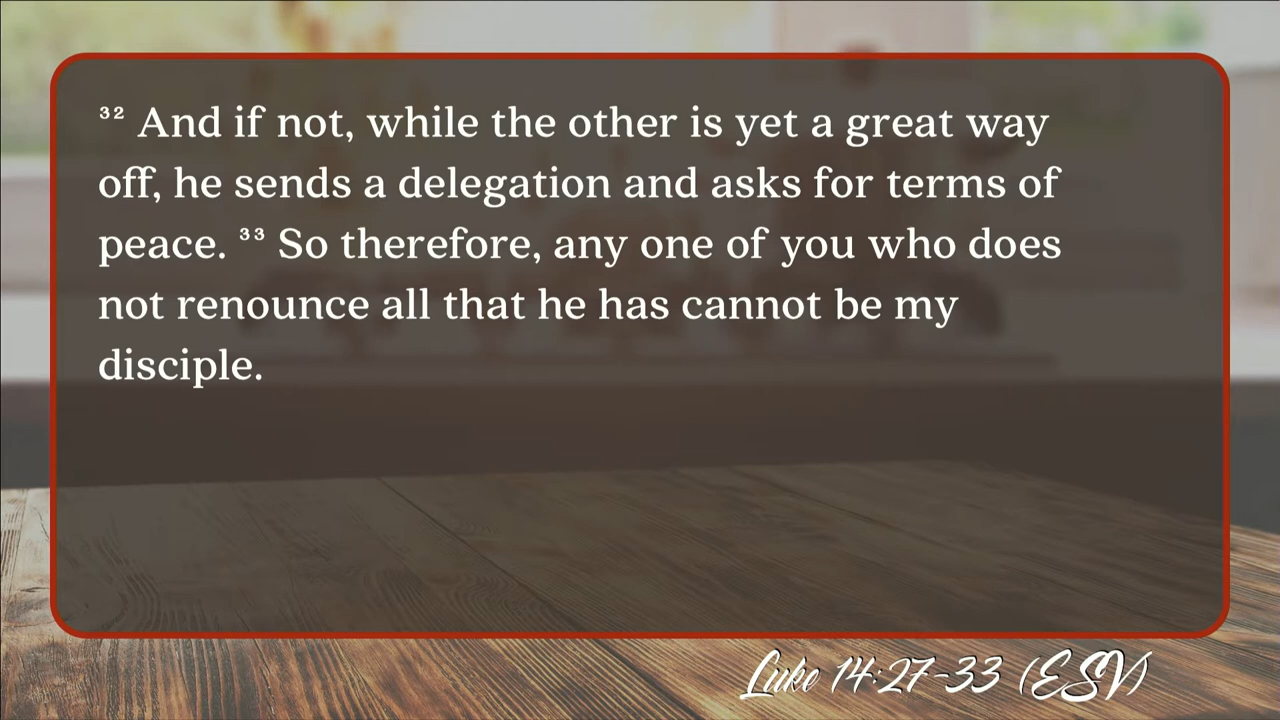 ³² And if not, while the other is yet a great way
off, he sends a delegation and asks for terms of
peace. ³³ So therefore, any one of you who does
not renounce all that he has cannot be my
disciple.
Luke 14:27-33 (ESV)